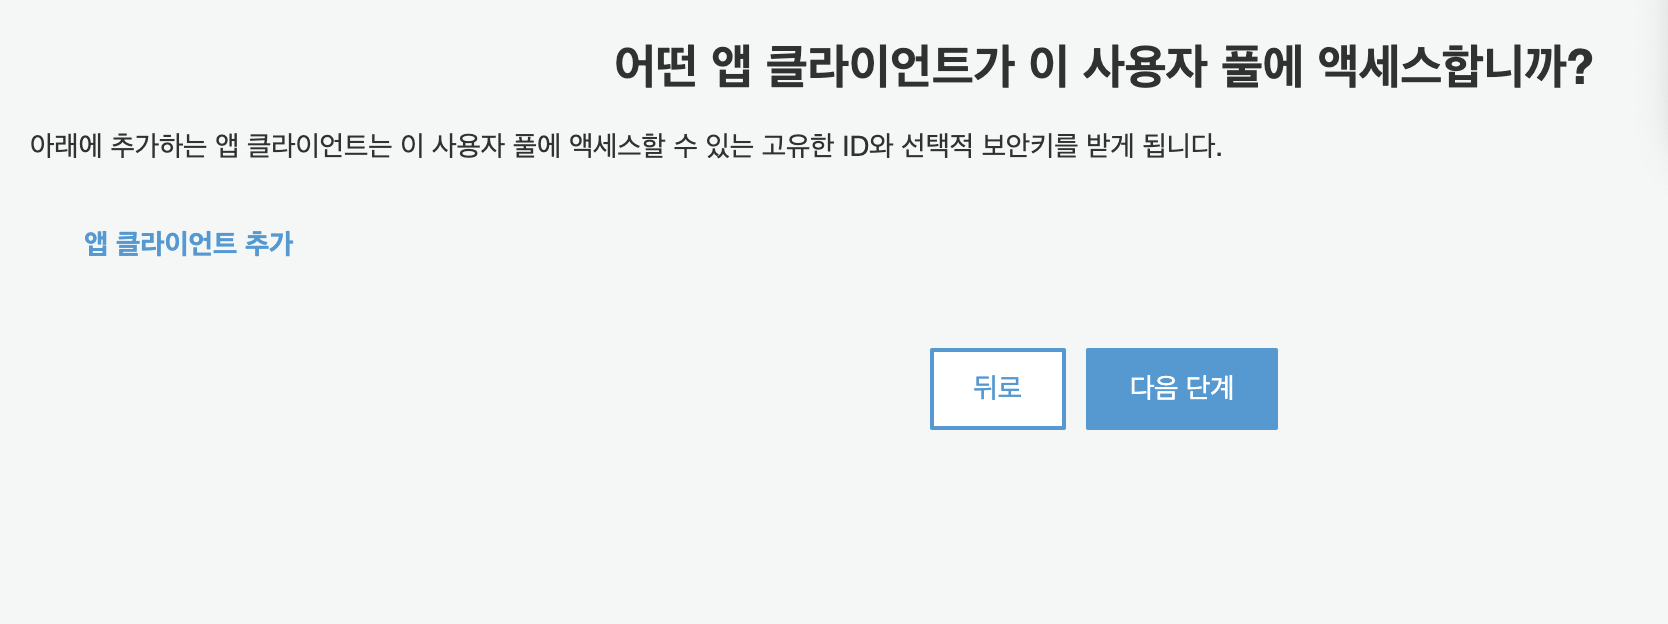 어떤 앱 클라이언트가 이 사용자 풀에 액세스합니까?
아래에 추가하는 앱 클라이언트는 이 사용자 풀에 액세스할 수 있는 고유한 ID와 선택적 보안키를 받게 됩니다.
앱 클라이언트 추가
뒤로
다음 단계